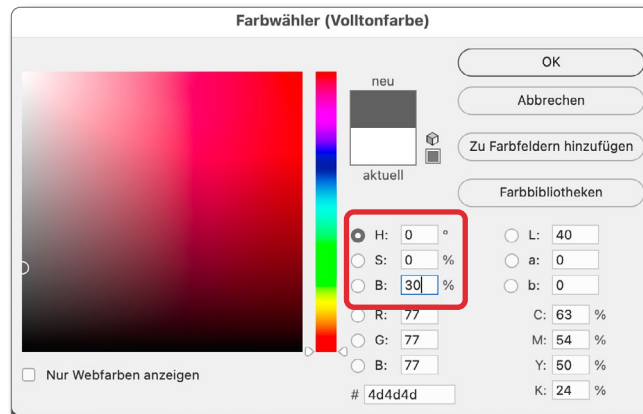 Farbwähler (Volltonfarbe)
neu
aktuell
OK
Abbrechen
Zu Farbfeldern hinzufügen
Farbbibliotheken
H: 0 °
S: 0 %
B: 30 %
R: 77
G: 77
B: 77
# 4d4d4d
L: 40
a: 0
b: 0
C: 63 %
M: 54 %
Y: 50 %
K: 24 %
Nur Webfarben anzeigen